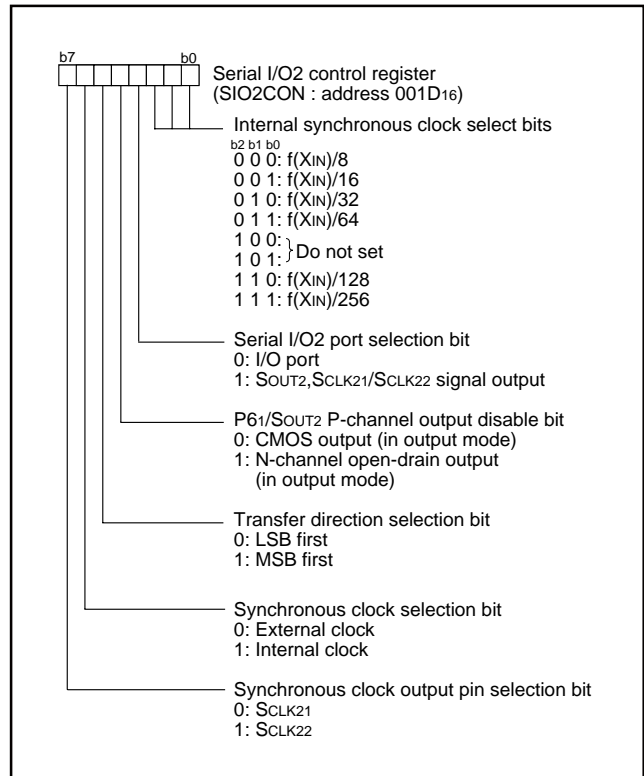 b7 b0
Serial I/O2 control register
(SIO2CON : address 001D16)
Internal synchronous clock select bits
b2 b1 b0
0 0 0: f(XIN)/8
0 0 1: f(XIN)/16
0 1 0: f(XIN)/32
0 1 1: f(XIN)/64
1 0 0:
1 0 1:
Do not set
1 1 0: f(XIN)/128
1 1 1: f(XIN)/256
Serial I/O2 port selection bit
0: I/O port
1: SOUT2,SCLK21/SCLK22 signal output
P61/SOUT2 P-channel output disable bit
0: CMOS output (in output mode)
1: N-channel open-drain output
(in output mode)
Transfer direction selection bit
0: LSB first
1: MSB first
Synchronous clock selection bit
0: External clock
1: Internal clock
Synchronous clock output pin selection bit
0: SCLK21
1: SCLK22